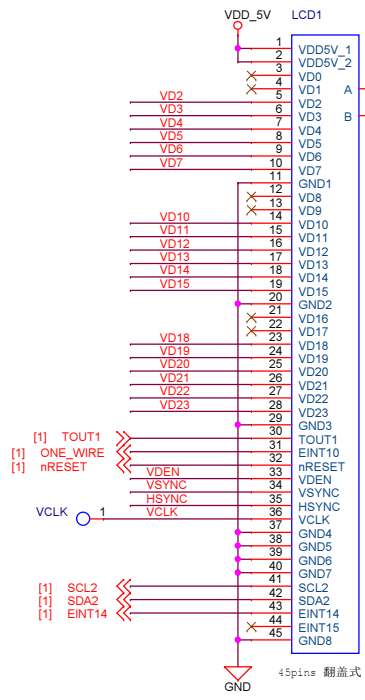 VDD_5V LCD1
1 VDD5V_1
2 VDD5V_2
3 VD0
4 VD1 A
VD2 5 VD2
VD3 6 VD3 B
VD4 7 VD4
VD5 8 VD5
VD6 9 VD6
VD7 10 VD7
11 GND1
12 VD8
13 VD9
VD10 14 VD10
VD11 15 VD11
VD12 16 VD12
VD13 17 VD13
VD14 18 VD14
VD15 19 VD15
20 GND2
21 VD16
22 VD17
VD18 23 VD18
VD19 24 VD19
VD20 25 VD20
VD21 26 VD21
VD22 27 VD22
VD23 28 VD23
29 GND3
[1] TOUT1 30 TOUT1
[1] ONE_WIRE 31 EINT10
[1] nRESET 32 nRESET
VDEN 33 VDEN
VSYNC 34 VSYNC
HSYNC 35 HSYNC
VCLK 1 VCLK 36 VCLK
37 GND4
38 GND5
39 GND6
40 GND7
[1] SCL2 41 SCL2
[1] SDA2 42 SDA2
[1] EINT14 43 EINT14
44 EINT15
45 GND8
GND 45pins 翻盖式